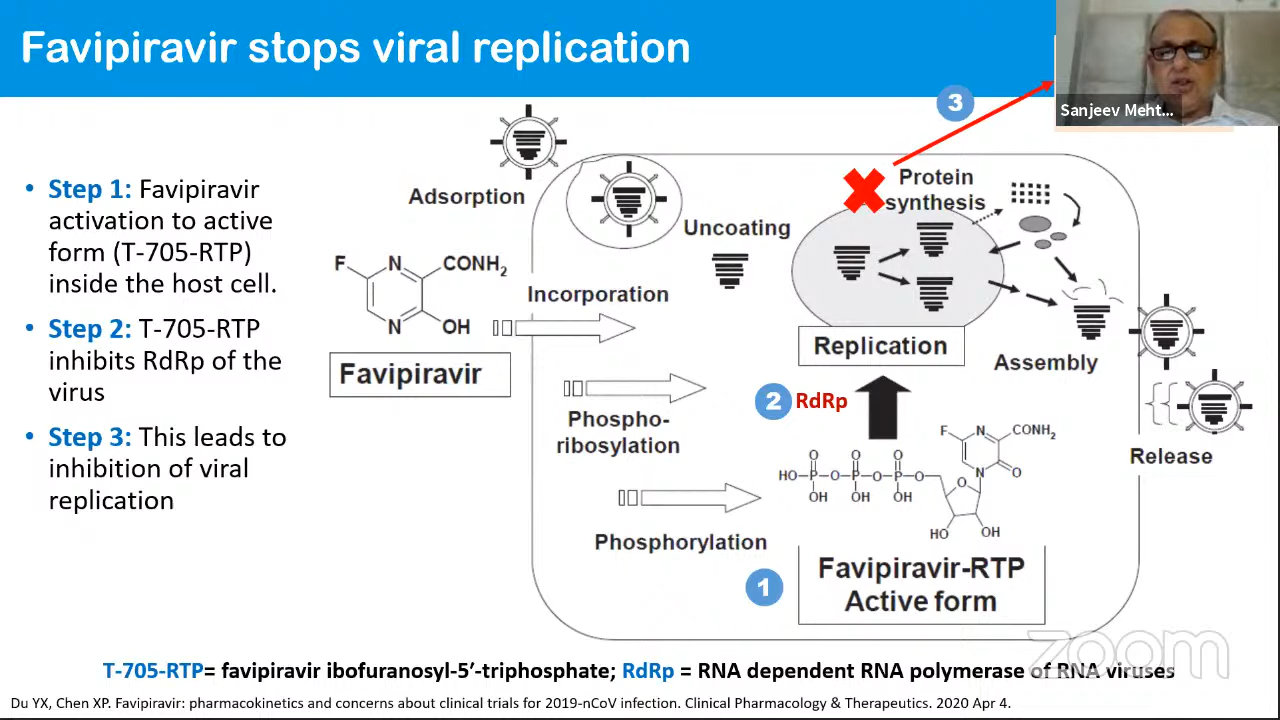 Favipiravir stops viral replication
Sanjeev Meht...
3
• Step 1: Favipiravir
activation to active
form (T-705-RTP)
inside the host cell.
• Step 2: T-705-RTP
inhibits RdRp of the
virus
• Step 3: This leads to
inhibition of viral
replication
Adsorption
Uncoating
Protein
synthesis
F
N
CONH2
N
OH
Favipiravir
Incorporation
Replication
Assembly
Phospho-
ribosylation
2 RdRp
Release
F
N
CONH2
N
O
O
O
O
HO-P-O-P-O-P-O
OH
OH
OH
O
HO
OH
Phosphorylation
1
Favipiravir-RTP
Active form
zoom
T-705-RTP= favipiravir ibofuranosyl-5′-triphosphate; RdRp = RNA dependent RNA polymerase of RNA viruses
Du YX, Chen XP. Favipiravir: pharmacokinetics and concerns about clinical trials for 2019-nCoV infection. Clinical Pharmacology & Therapeutics. 2020 Apr 4.